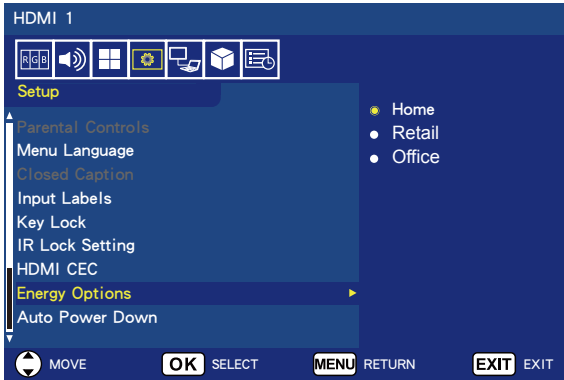 HDMI 1
RGB
Setup
Parental Controls
Menu Language
Closed Caption
Input Labels
Key Lock
IR Lock Setting
HDMI CEC
Energy Options
Auto Power Down
Home
Retail
Office
MOVE OK SELECT MENU RETURN EXIT EXIT